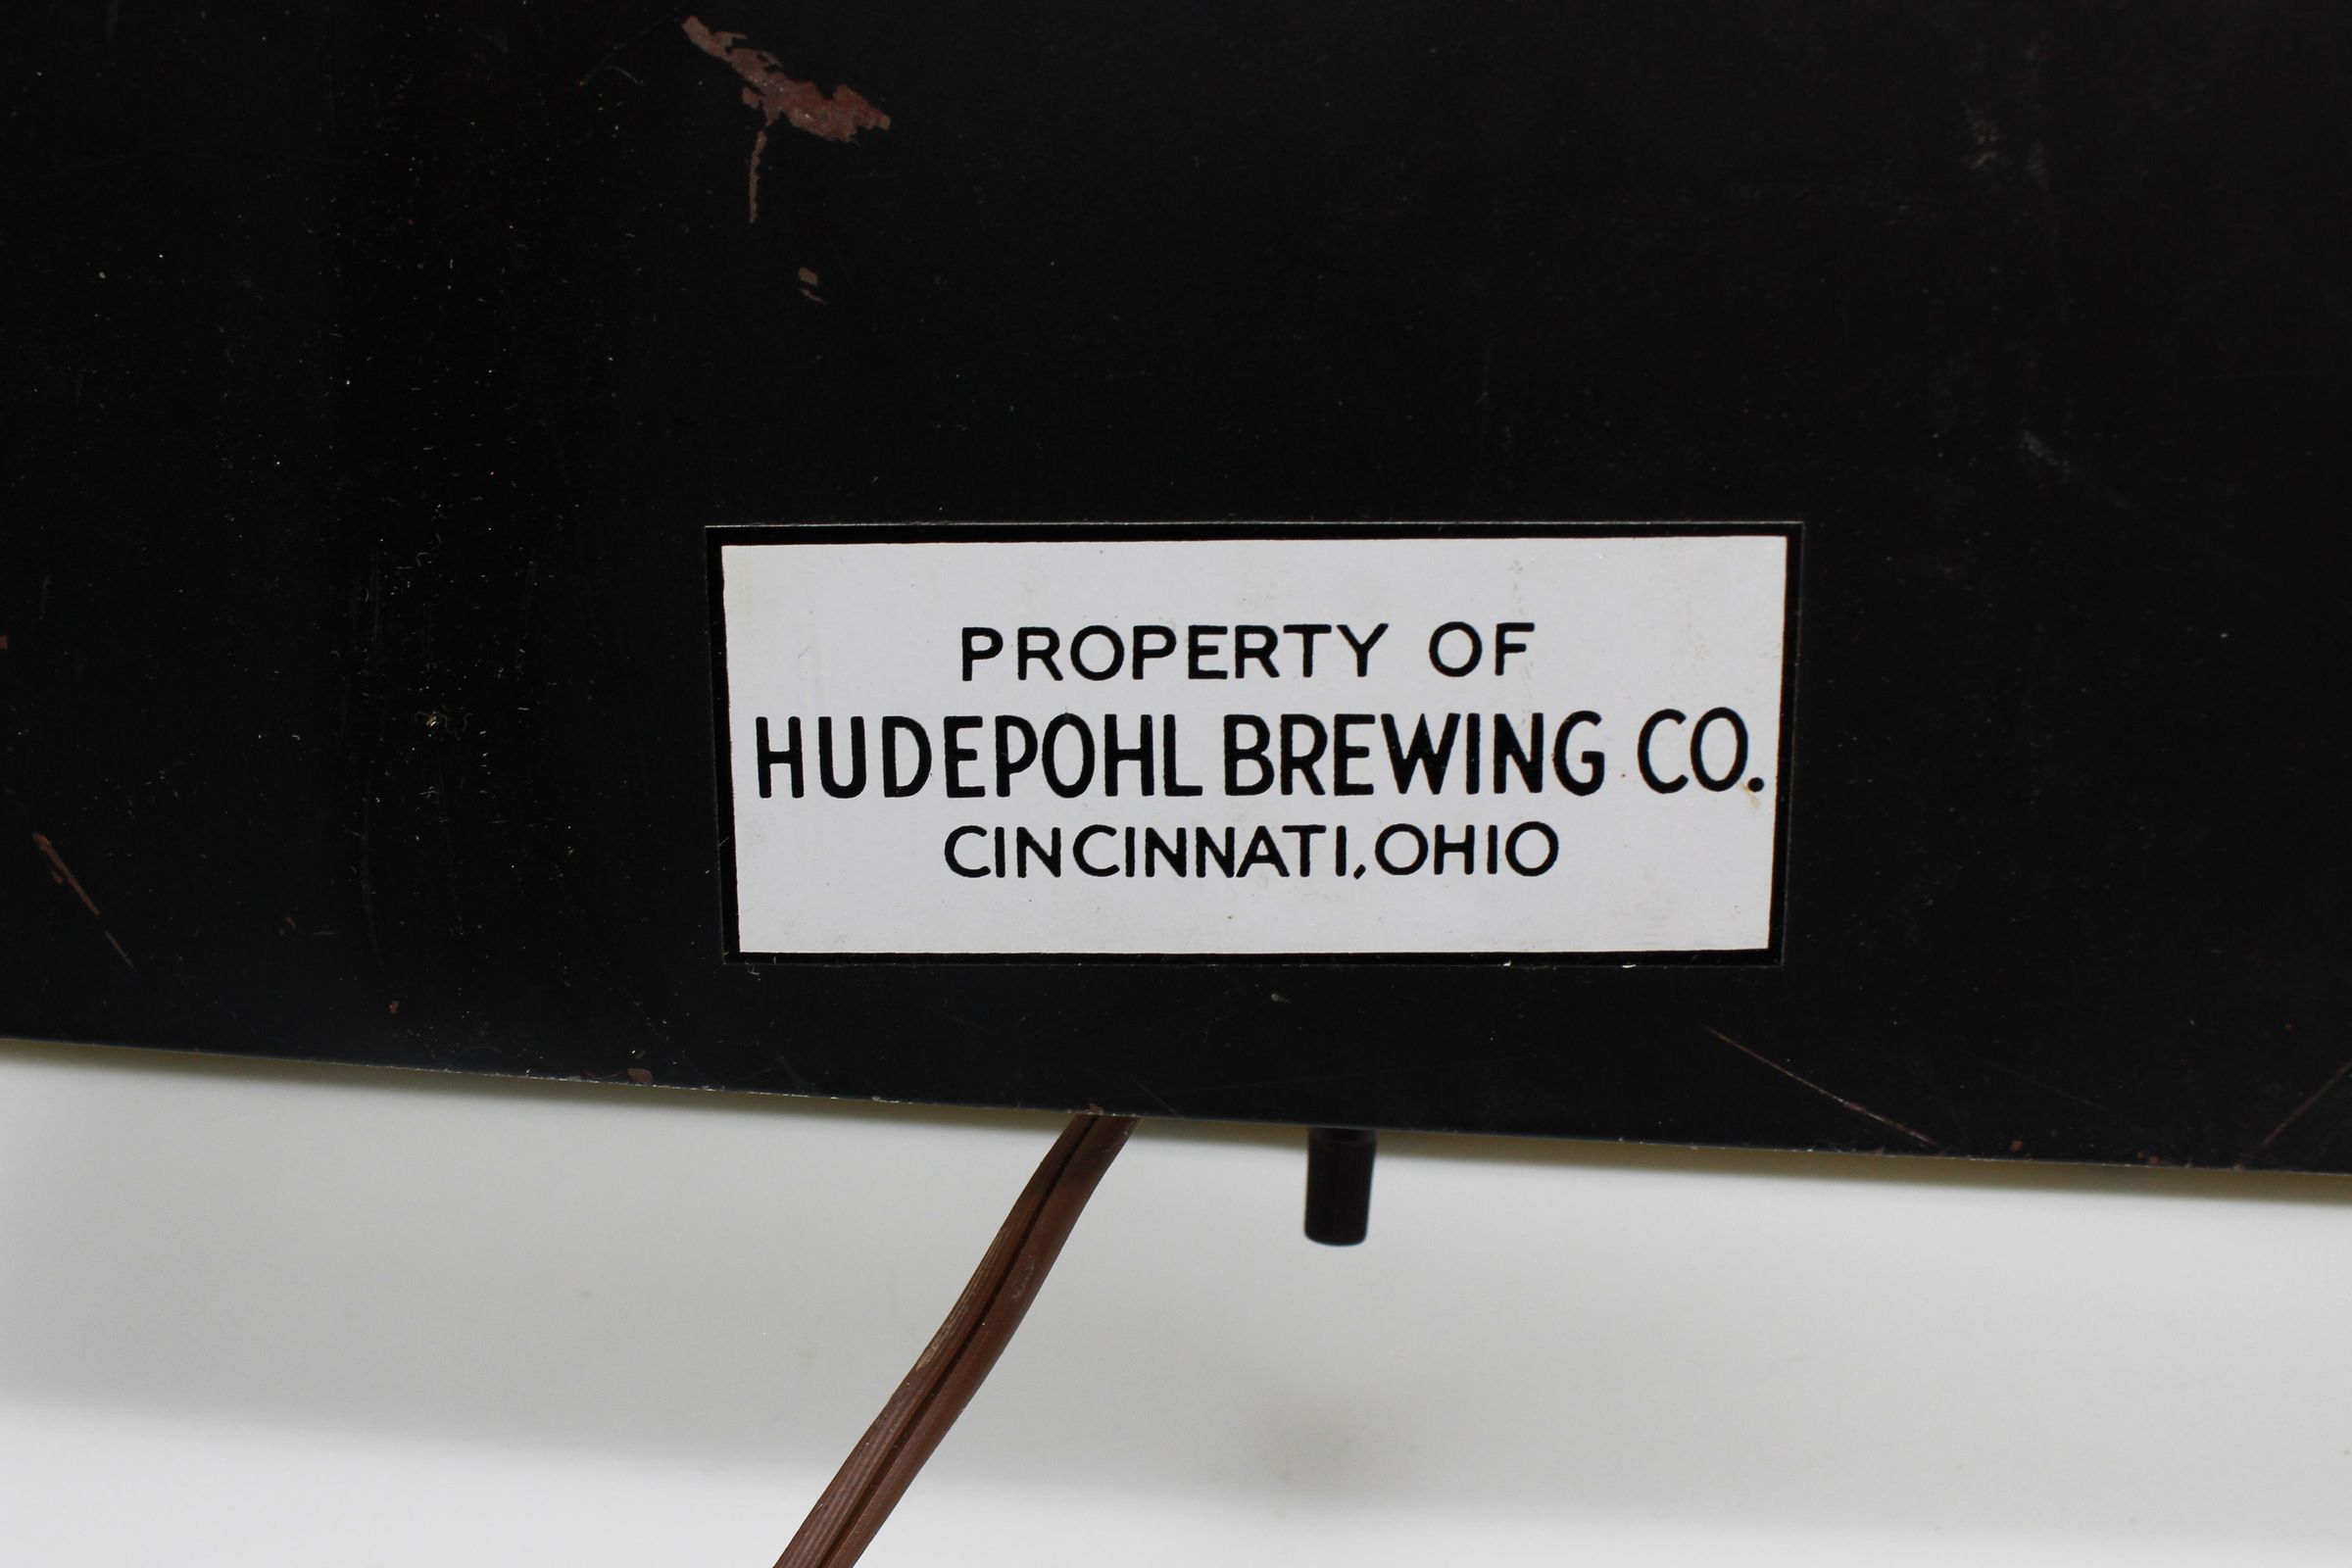 PROPERTY OF
HUDEPOHL BREWING CO.
CINCINNATI, OHIO